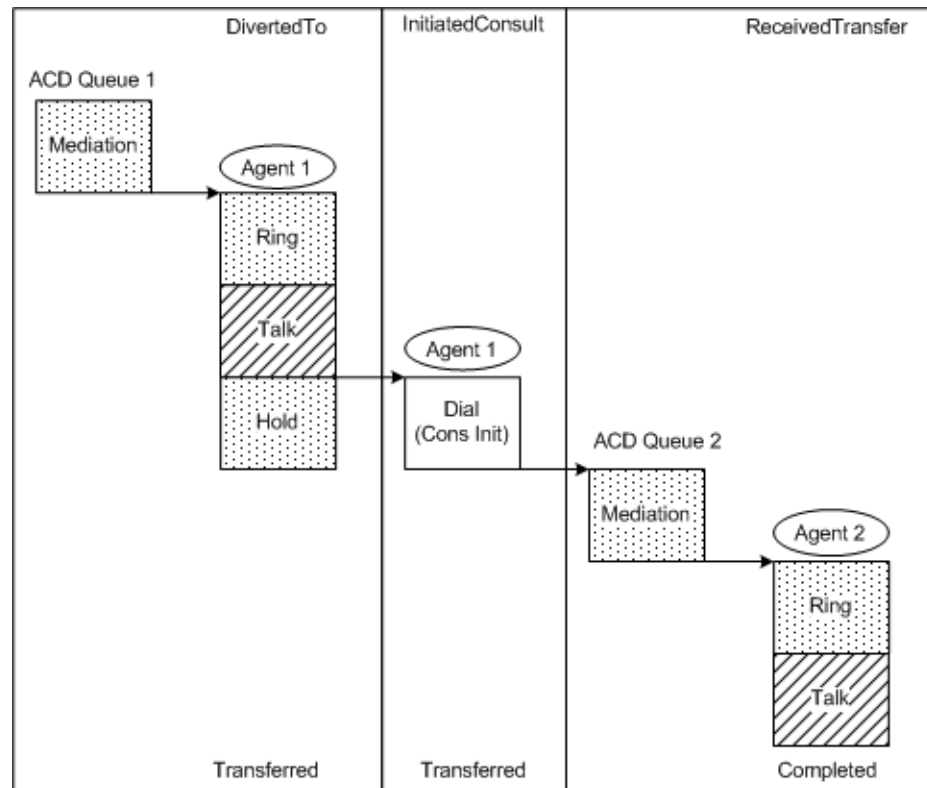 DivertedTo
InitiatedConsult
ReceivedTransfer
ACD Queue 1
Mediation
Agent 1
Ring
Talk
Hold
Agent 1
Dial
(Cons Init)
ACD Queue 2
Mediation
Agent 2
Ring
Talk
Transferred
Transferred
Completed